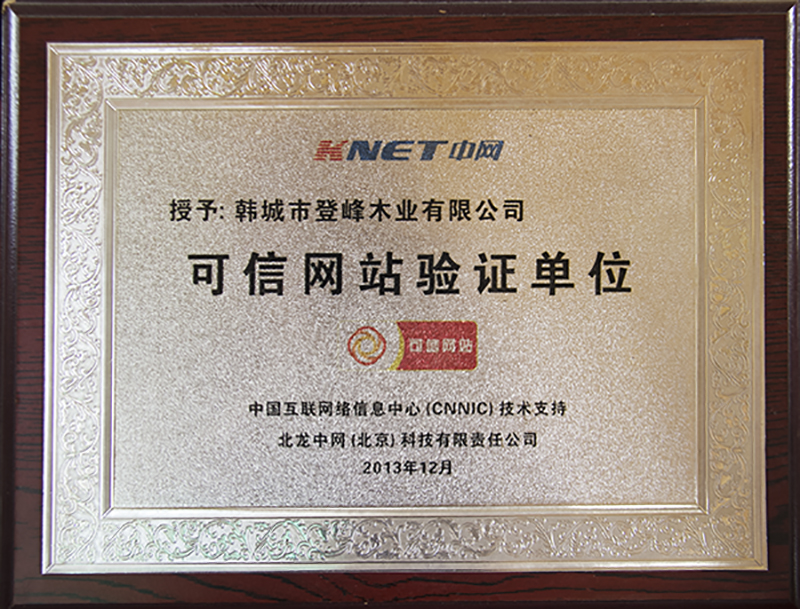 KNET中网
授予: 韩城市登峰木业有限公司
可信网站验证单位
可信网站
中国互联网络信息中心(CNNIC)技术支持
北龙中网(北京)科技有限责任公司
2013年12月